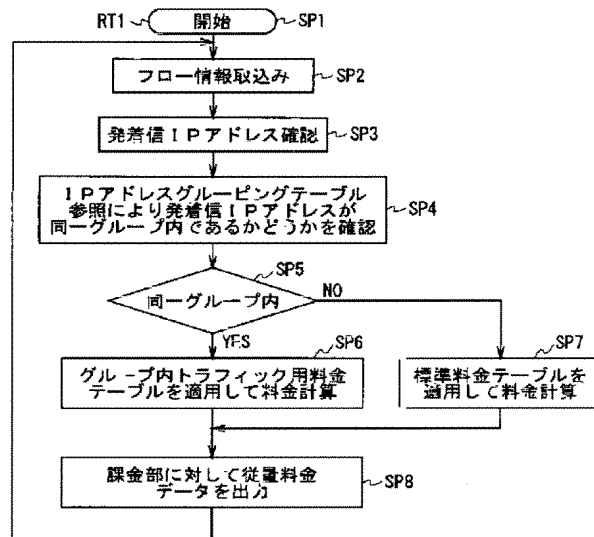 RT1 開始 SP1
フロー情報取込み SP2
発着信IPアドレス確認 SP3
IPアドレスグルーピングテーブル
参照により発着信IPアドレスが
同一グループ内であるかどうかを確認
SP4
SP5
同一グループ内
NO
YES
SP6
グループ内トラフィック用料金
テーブルを適用して料金計算
SP7
標準料金テーブルを
適用して料金計算
課金部に対して従量料金
データを出力
SP8